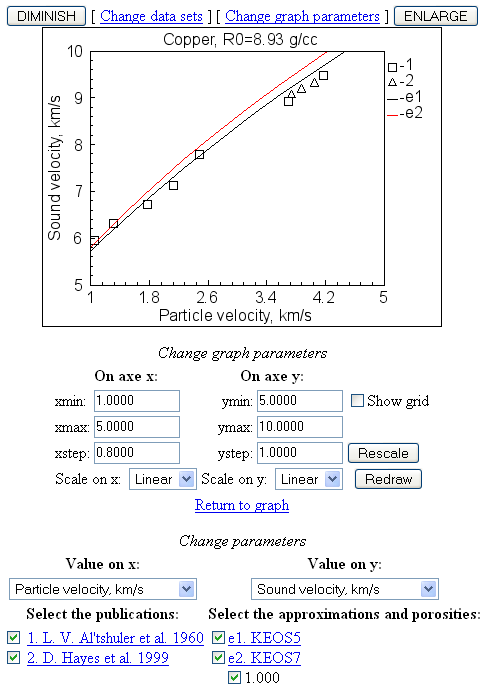 DIMINISH [ Change data sets ] [ Change graph parameters ] ENLARGE
Copper, R0=8.93 g/cc
Sound velocity, km/s
10
9
8
7
6
5
1 1.8 2.6 3.4 4.2 5
Particle velocity, km/s
-1
-2
-e1
-e2
Change graph parameters
On axe x: On axe y:
xmin: 1.0000 ymin: 5.0000 Show grid
xmax: 5.0000 ymax: 10.0000
xstep: 0.8000 ystep: 1.0000 Rescale
Scale on x: Linear Scale on y: Linear Redraw
Return to graph
Change parameters
Value on x: Value on y:
Particle velocity, km/s Sound velocity, km/s
Select the publications: Select the approximations and porosities:
1. L. V. Al'tshuler et al. 1960 e1. KEOS5
2. D. Hayes et al. 1999 e2. KEOS7
1.000